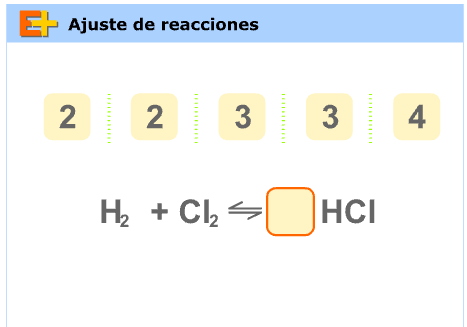 E+ Ajuste de reacciones
2 2 3 3 4
H₂ + Cl₂ ⇌ HCl